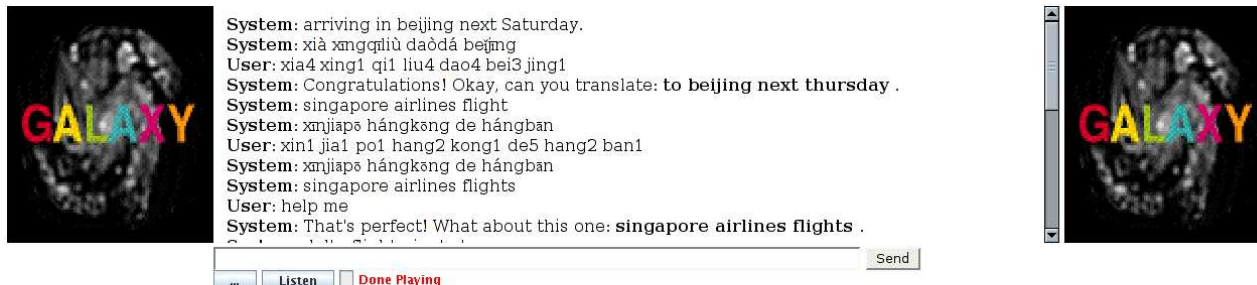 GALAXY
System: arriving in beijing next Saturday.
System: xià xīngqīliù daòdá beǐjīng
User: xia4 xing1 qi1 liu4 dao4 bei3 jing1
System: Congratulations! Okay, can you translate: to beijing next thursday .
System: singapore airlines flight
System: xīnjiāpō hángkōng de hángbān
User: xin1 jia1 po1 hang2 kong1 de5 hang2 ban1
System: xīnjiāpō hángkōng de hángbān
System: singapore airlines flights
User: help me
System: That's perfect! What about this one: singapore airlines flights .
Send
... Listen Done Playing
GALAXY